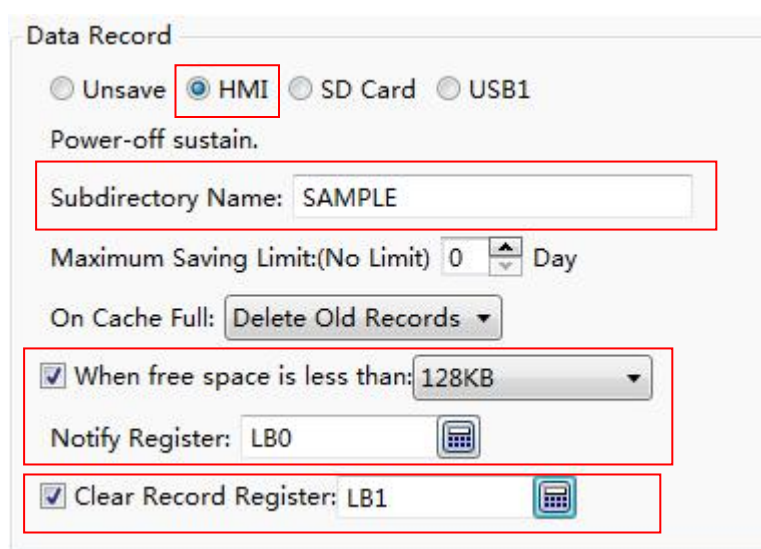 Data Record
Unsave HMI SD Card USB1
Power-off sustain.
Subdirectory Name: SAMPLE
Maximum Saving Limit:(No Limit) 0 Day
On Cache Full: Delete Old Records
When free space is less than: 128KB
Notify Register: LB0
Clear Record Register: LB1